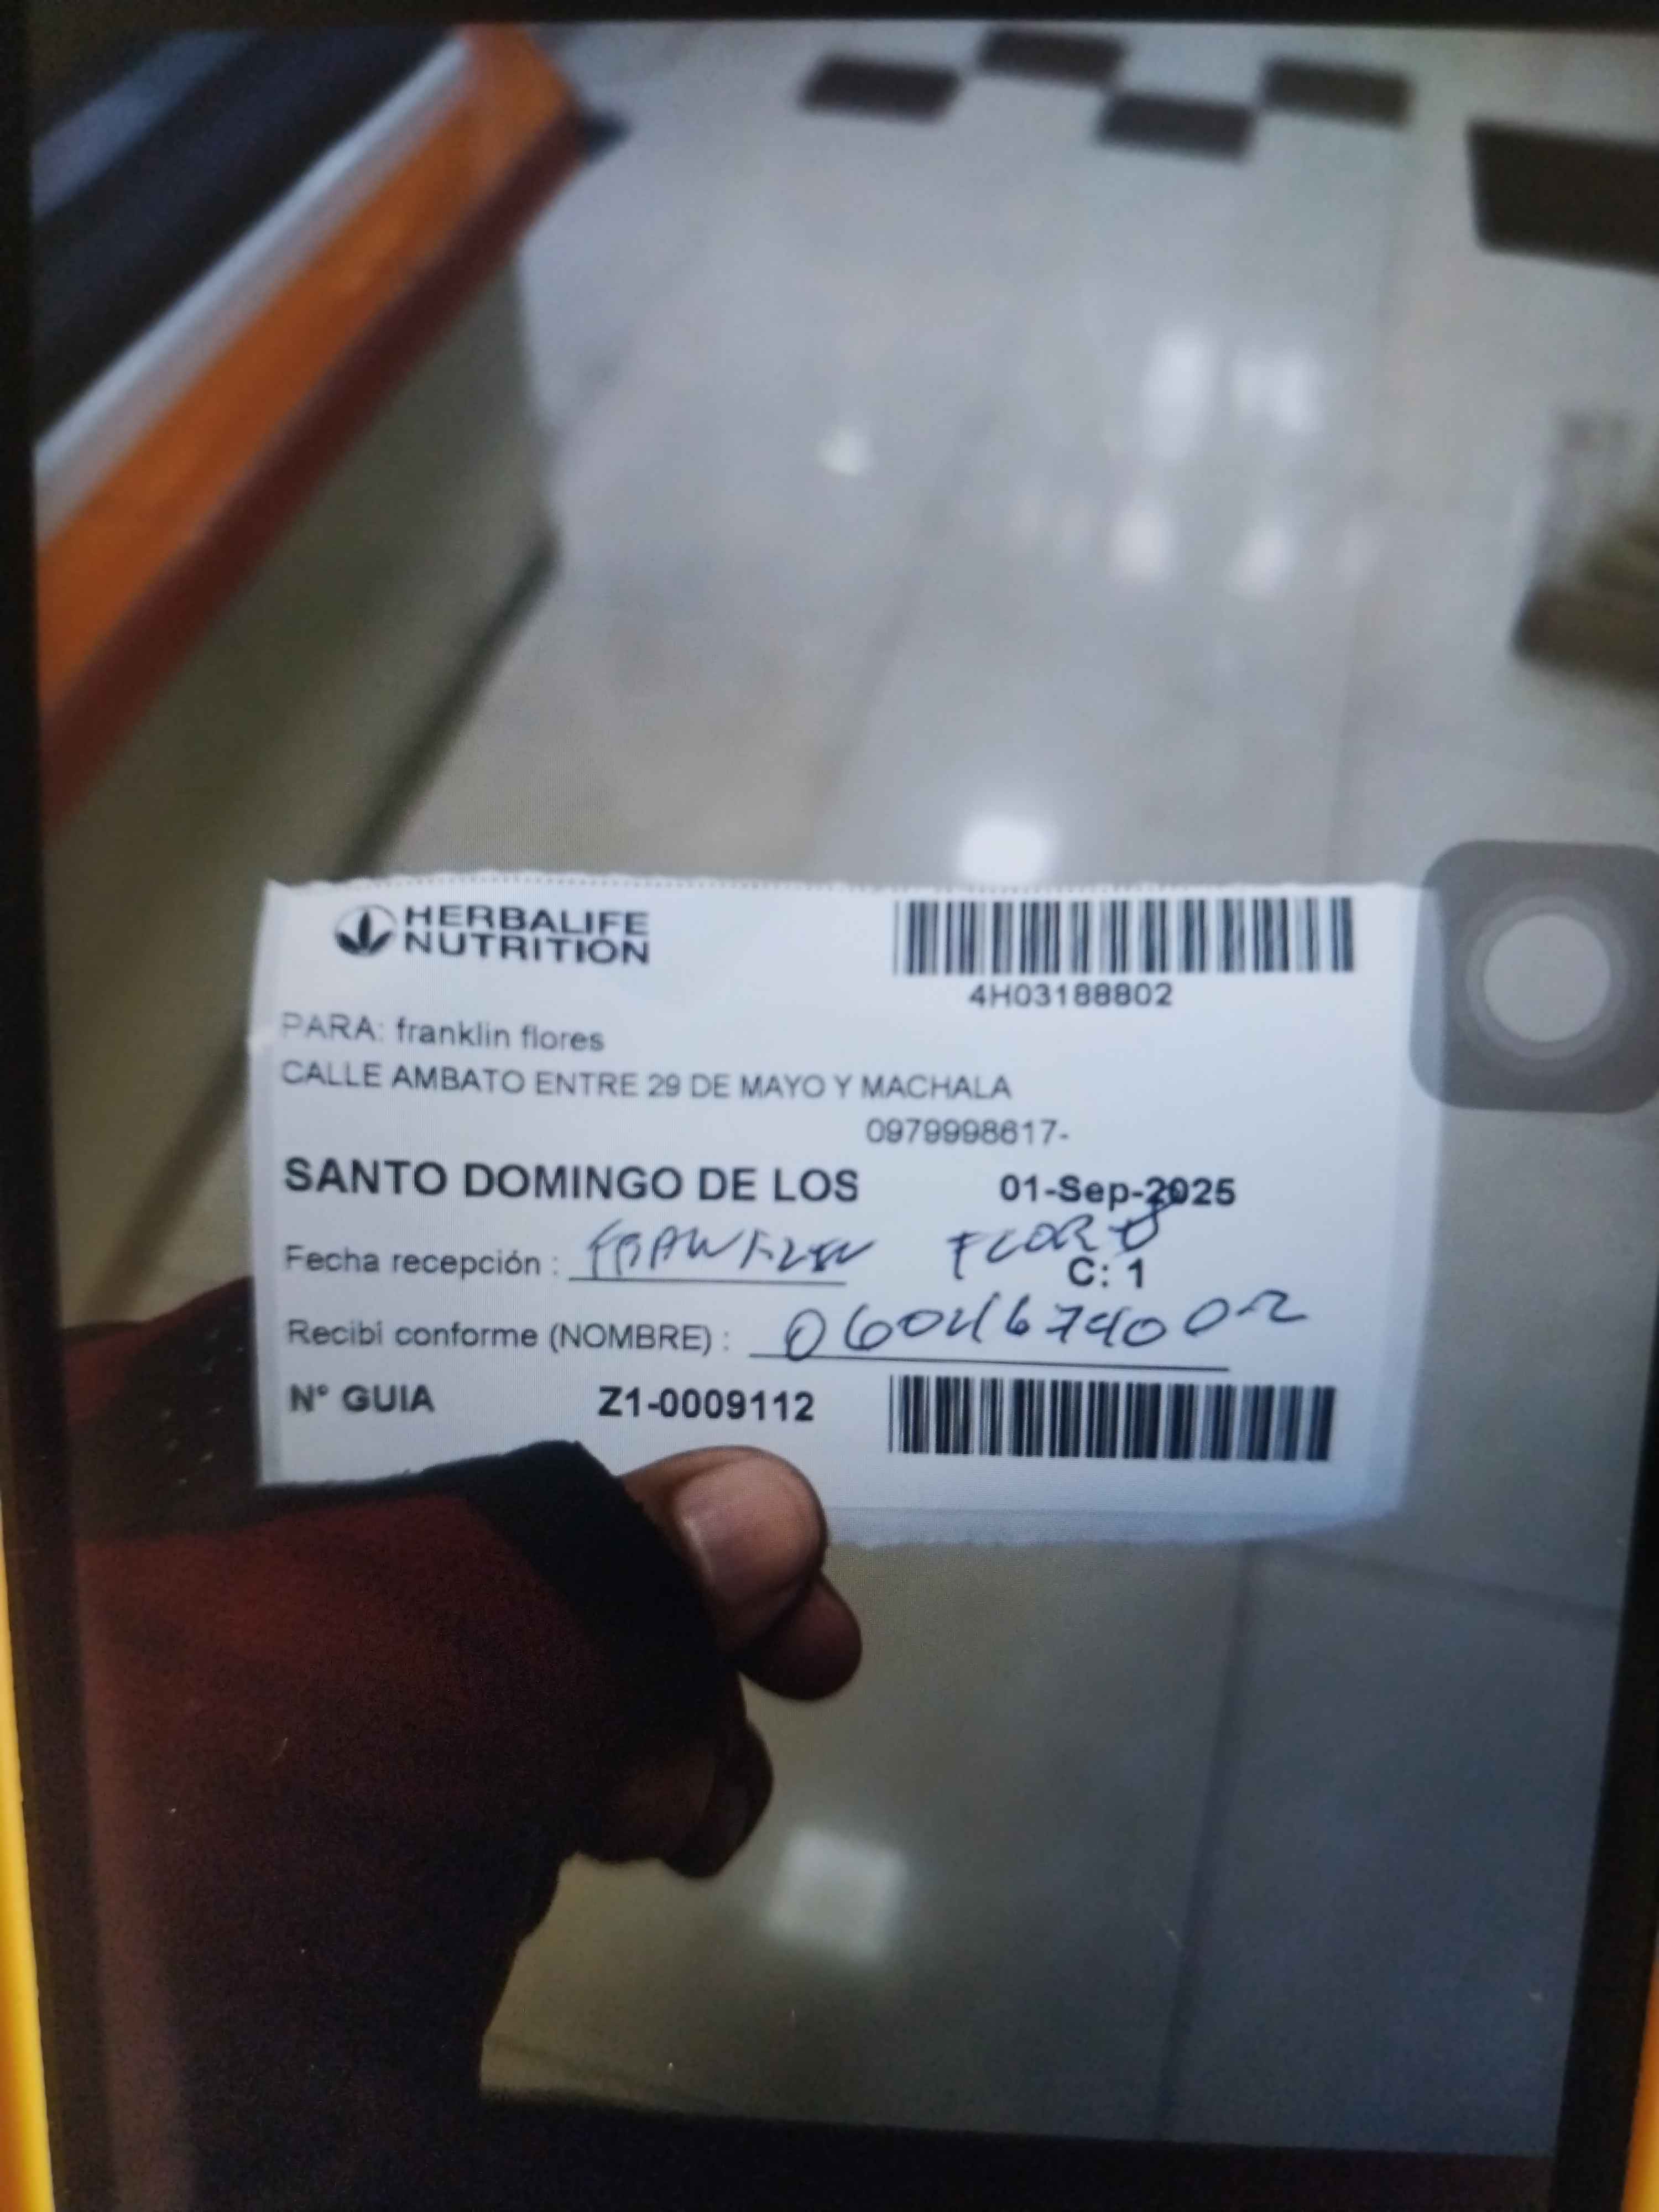 HERBALIFE
NUTRITION
4H03188802
PARA: franklin flores
CALLE AMBATO ENTRE 29 DE MAYO Y MACHALA
0979998617-
SANTO DOMINGO DE LOS 01-Sep-2025
Fecha recepción :
C: 1
Recibi conforme (NOMBRE) :
N° GUIA Z1-0009112